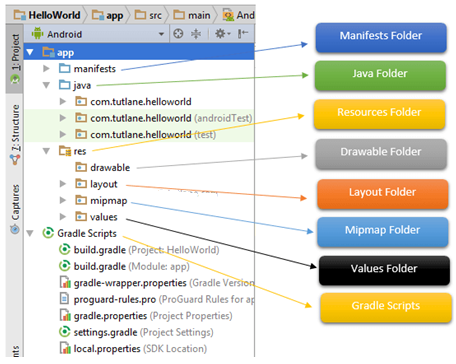 HelloWorld app src main And
Android
Manifests Folder
1: Project
app
manifests
java
Java Folder
com.tutlane.helloworld
com.tutlane.helloworld (androidTest)
com.tutlane.helloworld (test)
Resources Folder
7: Structure
res
drawable
Drawable Folder
layout
Layout Folder
mipmap
Captures
values
Mipmap Folder
Gradle Scripts
build.gradle (Project: HelloWorld)
build.gradle (Module: app)
Values Folder
gradle-wrapper.properties (Gradle Version
proguard-rules.pro (ProGuard Rules for ap
gradle.properties (Project Properties)
Gradle Scripts
settings.gradle (Project Settings)
local.properties (SDK Location)